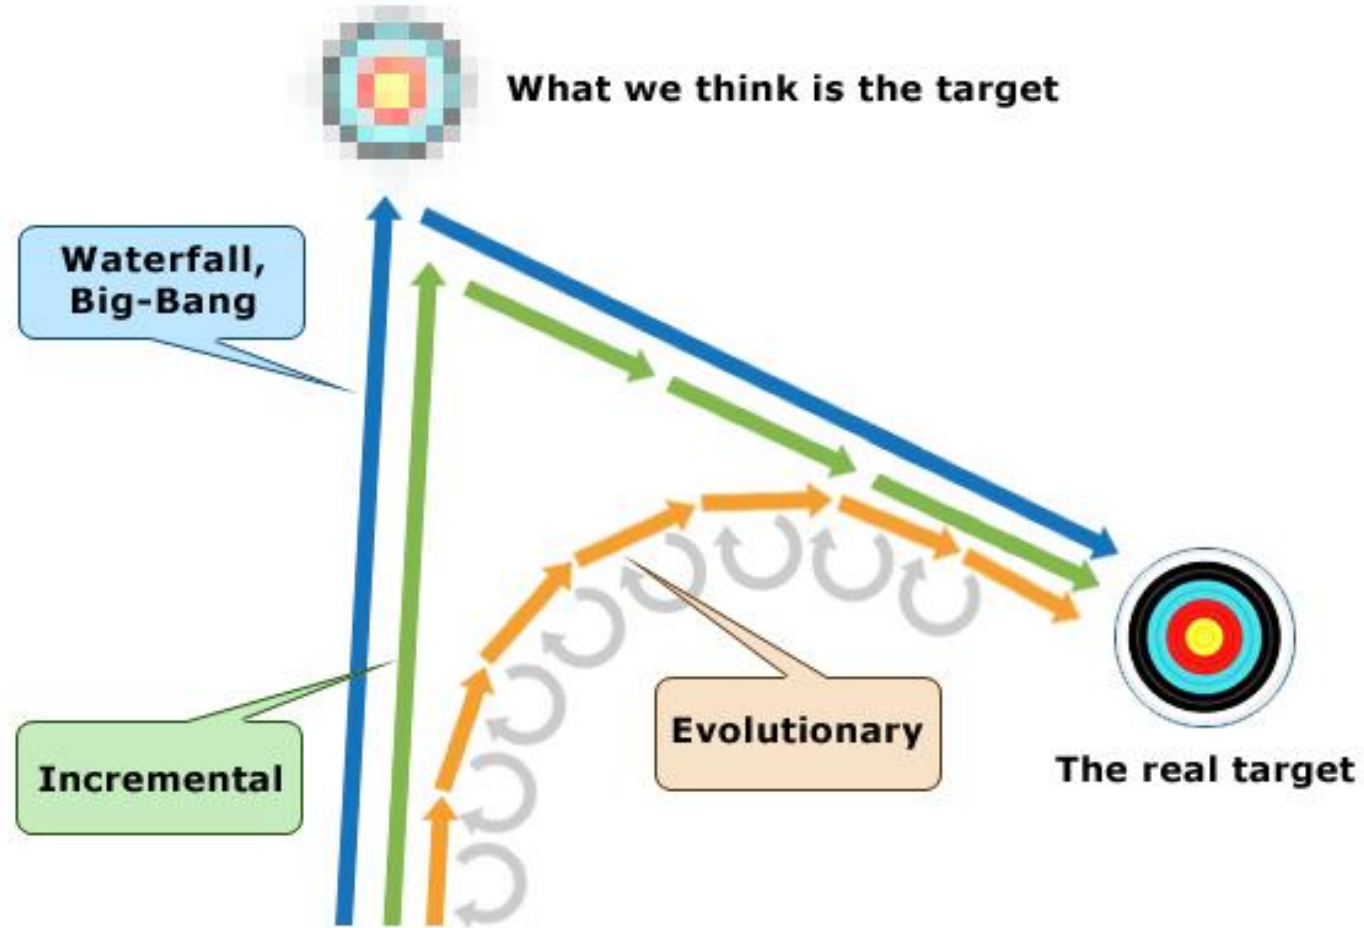 What we think is the target
Waterfall,
Big-Bang
Evolutionary
Incremental
The real target